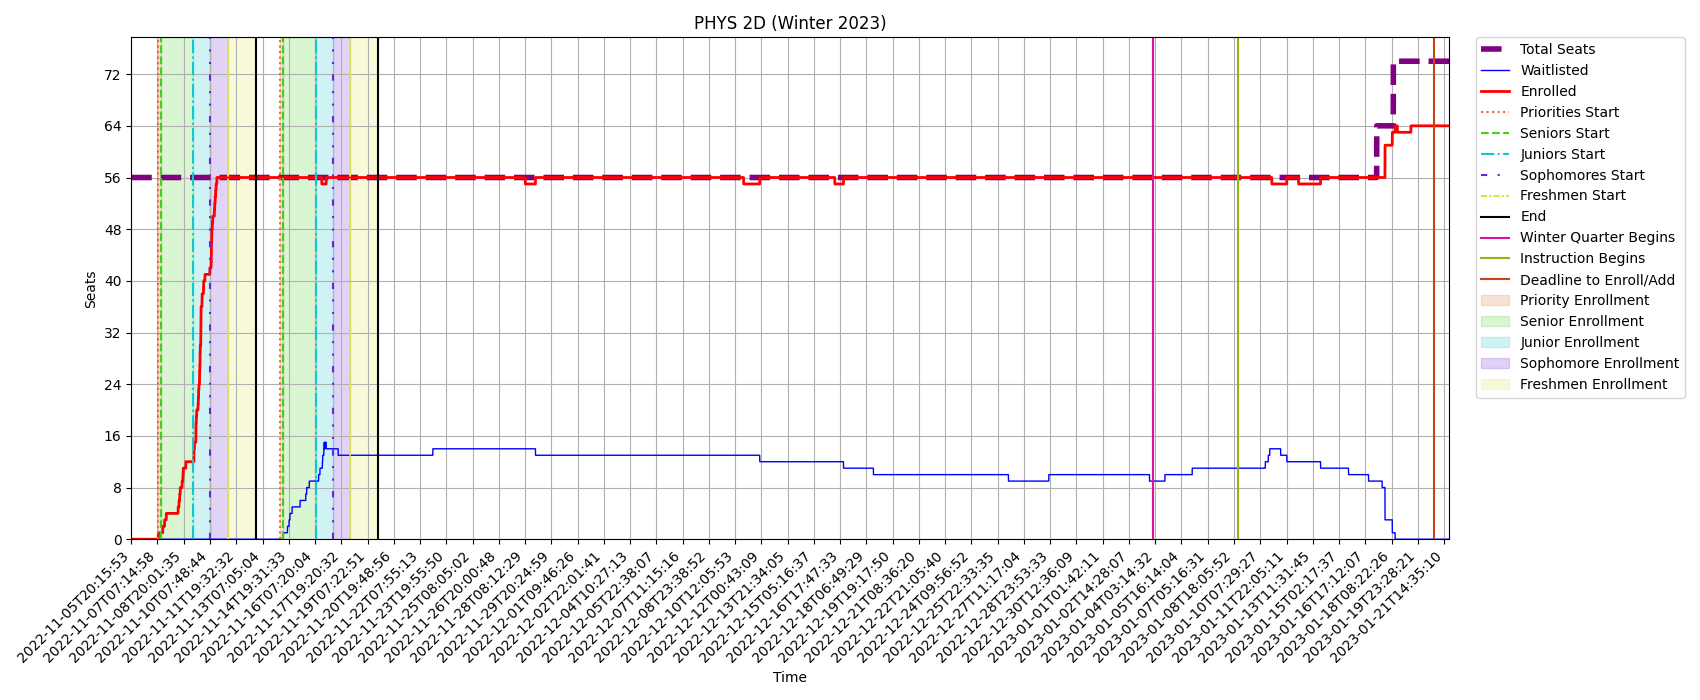 PHYS 2D (Winter 2023)
Seats
72
64
56
48
40
32
24
16
8
0
2022-11-05T20:15:53
2022-11-07T07:14:58
2022-11-08T20:01:35
2022-11-10T07:48:44
2022-11-11T19:32:32
2022-11-13T07:05:04
2022-11-14T19:31:33
2022-11-16T07:20:04
2022-11-17T19:20:32
2022-11-19T07:22:51
2022-11-20T19:48:56
2022-11-22T07:55:13
2022-11-23T19:55:50
2022-11-25T08:05:02
2022-11-26T20:00:48
2022-11-28T08:12:29
2022-11-29T20:24:59
2022-12-01T09:46:26
2022-12-02T22:01:41
2022-12-04T10:27:13
2022-12-05T22:38:07
2022-12-07T11:15:16
2022-12-08T23:38:52
2022-12-10T12:05:53
2022-12-12T00:43:09
2022-12-13T21:34:05
2022-12-15T05:16:37
2022-12-16T17:47:33
2022-12-18T06:49:29
2022-12-19T19:17:50
2022-12-21T08:36:20
2022-12-22T21:05:40
2022-12-24T09:56:52
2022-12-25T22:33:35
2022-12-27T11:17:04
2022-12-28T23:53:33
2022-12-30T12:36:09
2023-01-01T01:42:11
2023-01-02T14:28:07
2023-01-04T03:14:32
2023-01-05T16:14:04
2023-01-07T05:16:31
2023-01-08T18:05:52
2023-01-10T07:29:27
2023-01-11T22:05:11
2023-01-13T11:31:45
2023-01-15T02:17:37
2023-01-16T17:12:07
2023-01-18T08:22:26
2023-01-19T23:28:21
2023-01-21T14:35:10
Time
Total Seats
Waitlisted
Enrolled
Priorities Start
Seniors Start
Juniors Start
Sophomores Start
Freshmen Start
End
Winter Quarter Begins
Instruction Begins
Deadline to Enroll/Add
Priority Enrollment
Senior Enrollment
Junior Enrollment
Sophomore Enrollment
Freshmen Enrollment